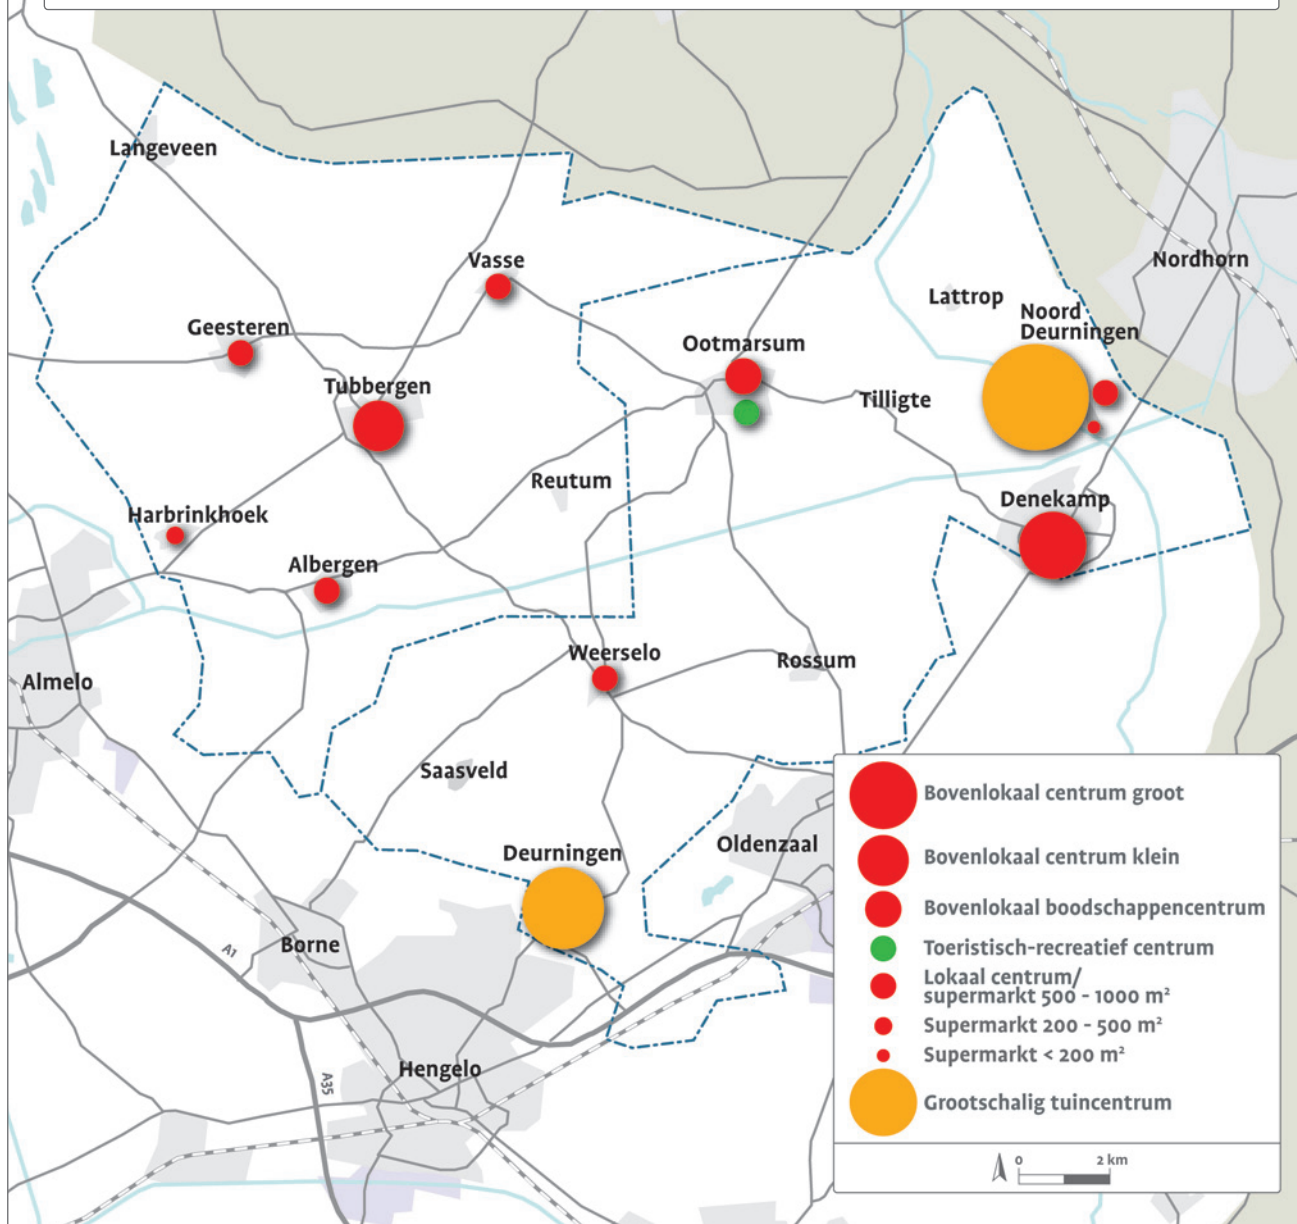 Langeveen
Vasse
Nordhorn
Lattrop
Noord
Deurningen
Geesteren
Ootmarsum
Tubbergen
Tilligte
Reutum
Denekamp
Harbrinkhoek
Albergen
Weerselo
Rossum
Almelo
Saasveld
Oldenzaal
Deurningen
Borne
A1
Hengelo
A35
Bovenlokaal centrum groot
Bovenlokaal centrum klein
Bovenlokaal boodschappencentrum
Toeristisch-recreatief centrum
Lokaal centrum/
supermarkt 500 - 1000 m²
Supermarkt 200 - 500 m²
Supermarkt < 200 m²
Grootschalig tuincentrum
0 2 km